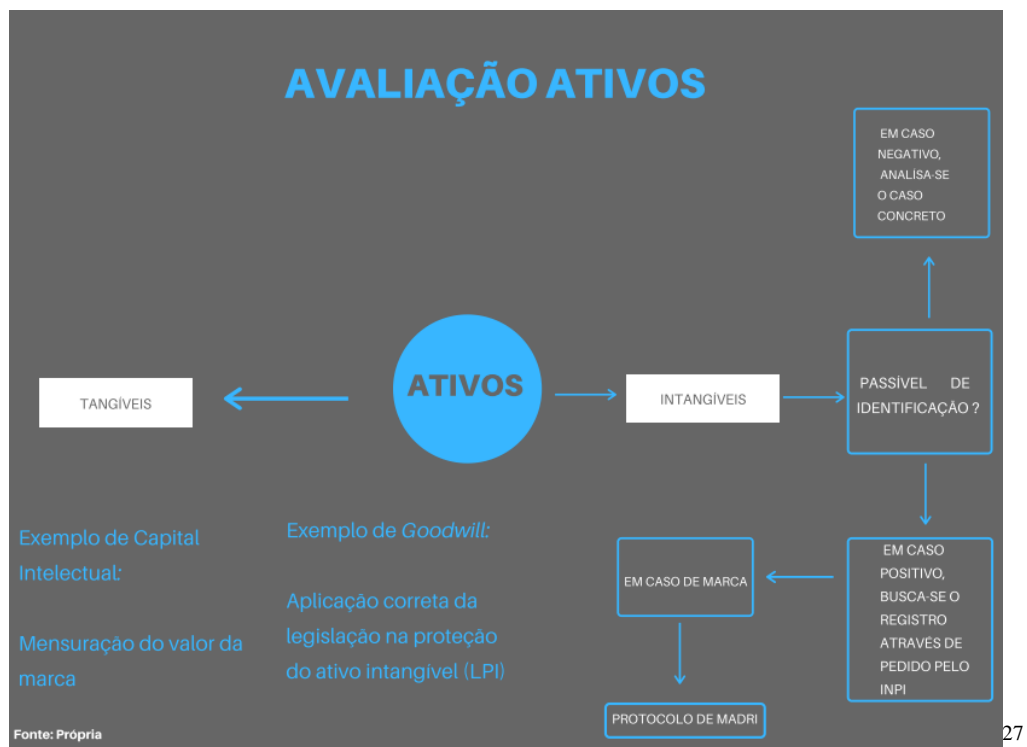 AVALIAÇÃO ATIVOS
EM CASO
NEGATIVO,
ANALISA-SE
O CASO
CONCRETO
TANGÍVEIS
ATIVOS
INTANGÍVEIS
PASSÍVEL DE
IDENTIFICAÇÃO ?
Exemplo de Capital
Intelectual:
Mensuração do valor da
marca
Exemplo de Goodwill:
Aplicação correta da
legislação na proteção
do ativo intangível (LPI)
EM CASO DE MARCA
EM CASO
POSITIVO,
BUSCA-SE O
REGISTRO
ATRAVÉS DE
PEDIDO PELO
INPI
PROTOCOLO DE MADRI
Fonte: Própria
27